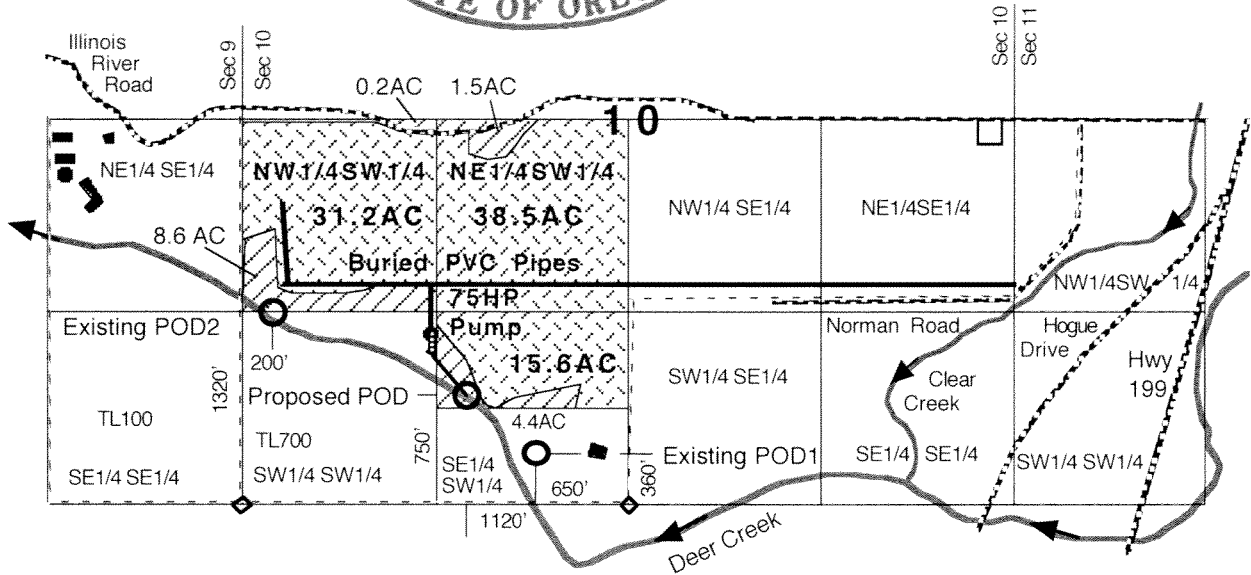 TE OF ORE
Illinois
River
Road
Sec 9
Sec 10
Sec 10
Sec 11
0.2AC
1.5AC
10
NE1/4 SE1/4
NW1/4SW1/4
NE1/4SW1/4
31.2AC
38.5AC
NW1/4 SE1/4
NE1/4SE1/4
8.6 AC
Buried PVC Pipes
NW1/4SW 1/4
75HP
Pump
Existing POD2
Norman Road
Hogue
Drive
200'
15.6AC
Hwy
199
1320'
Proposed POD
SW1/4 SE1/4
Clear
Creek
TL100
4.4AC
TL700
750'
Existing POD1
SE1/4 SE1/4
SW1/4 SW1/4
SE1/4
SW1/4
650'
360'
SE1/4 SE1/4
SW1/4 SW1/4
1120'
Deer Creek